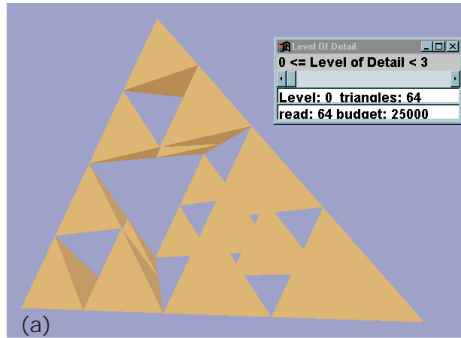 Level Of Detail
0 <= Level of Detail < 3
Level: 0 triangles: 64
read: 64 budget: 25000
(a)